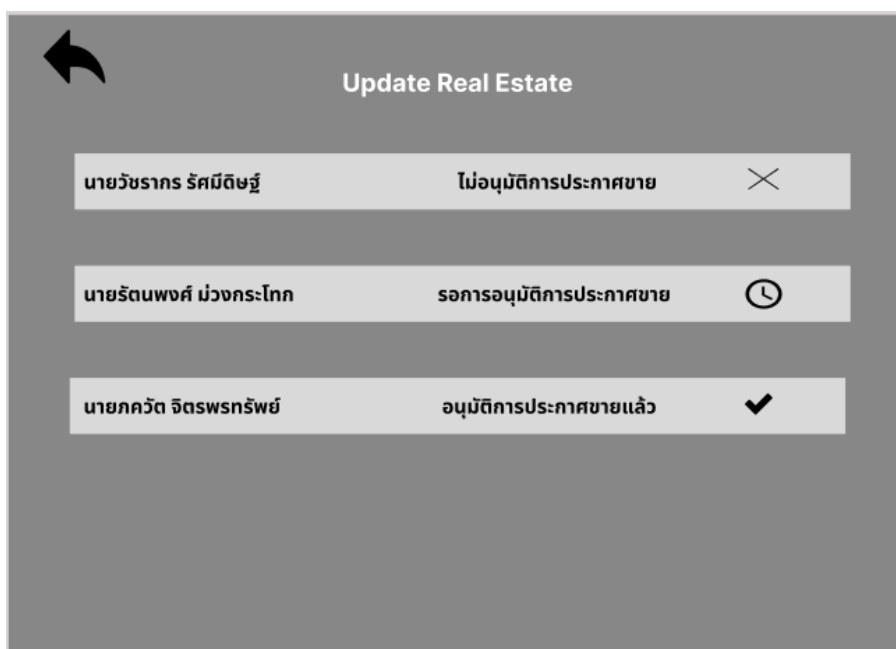 Update Real Estate
นายวัชรากร รัศมีดิษฐ์ ไม่อนุมัติการประกาศขาย
นายรัตนพงศ์ ม่วงกระโทก รอการอนุมัติการประกาศขาย
นายภควัต จิตรพรทรัพย์ อนุมัติการประกาศขายแล้ว